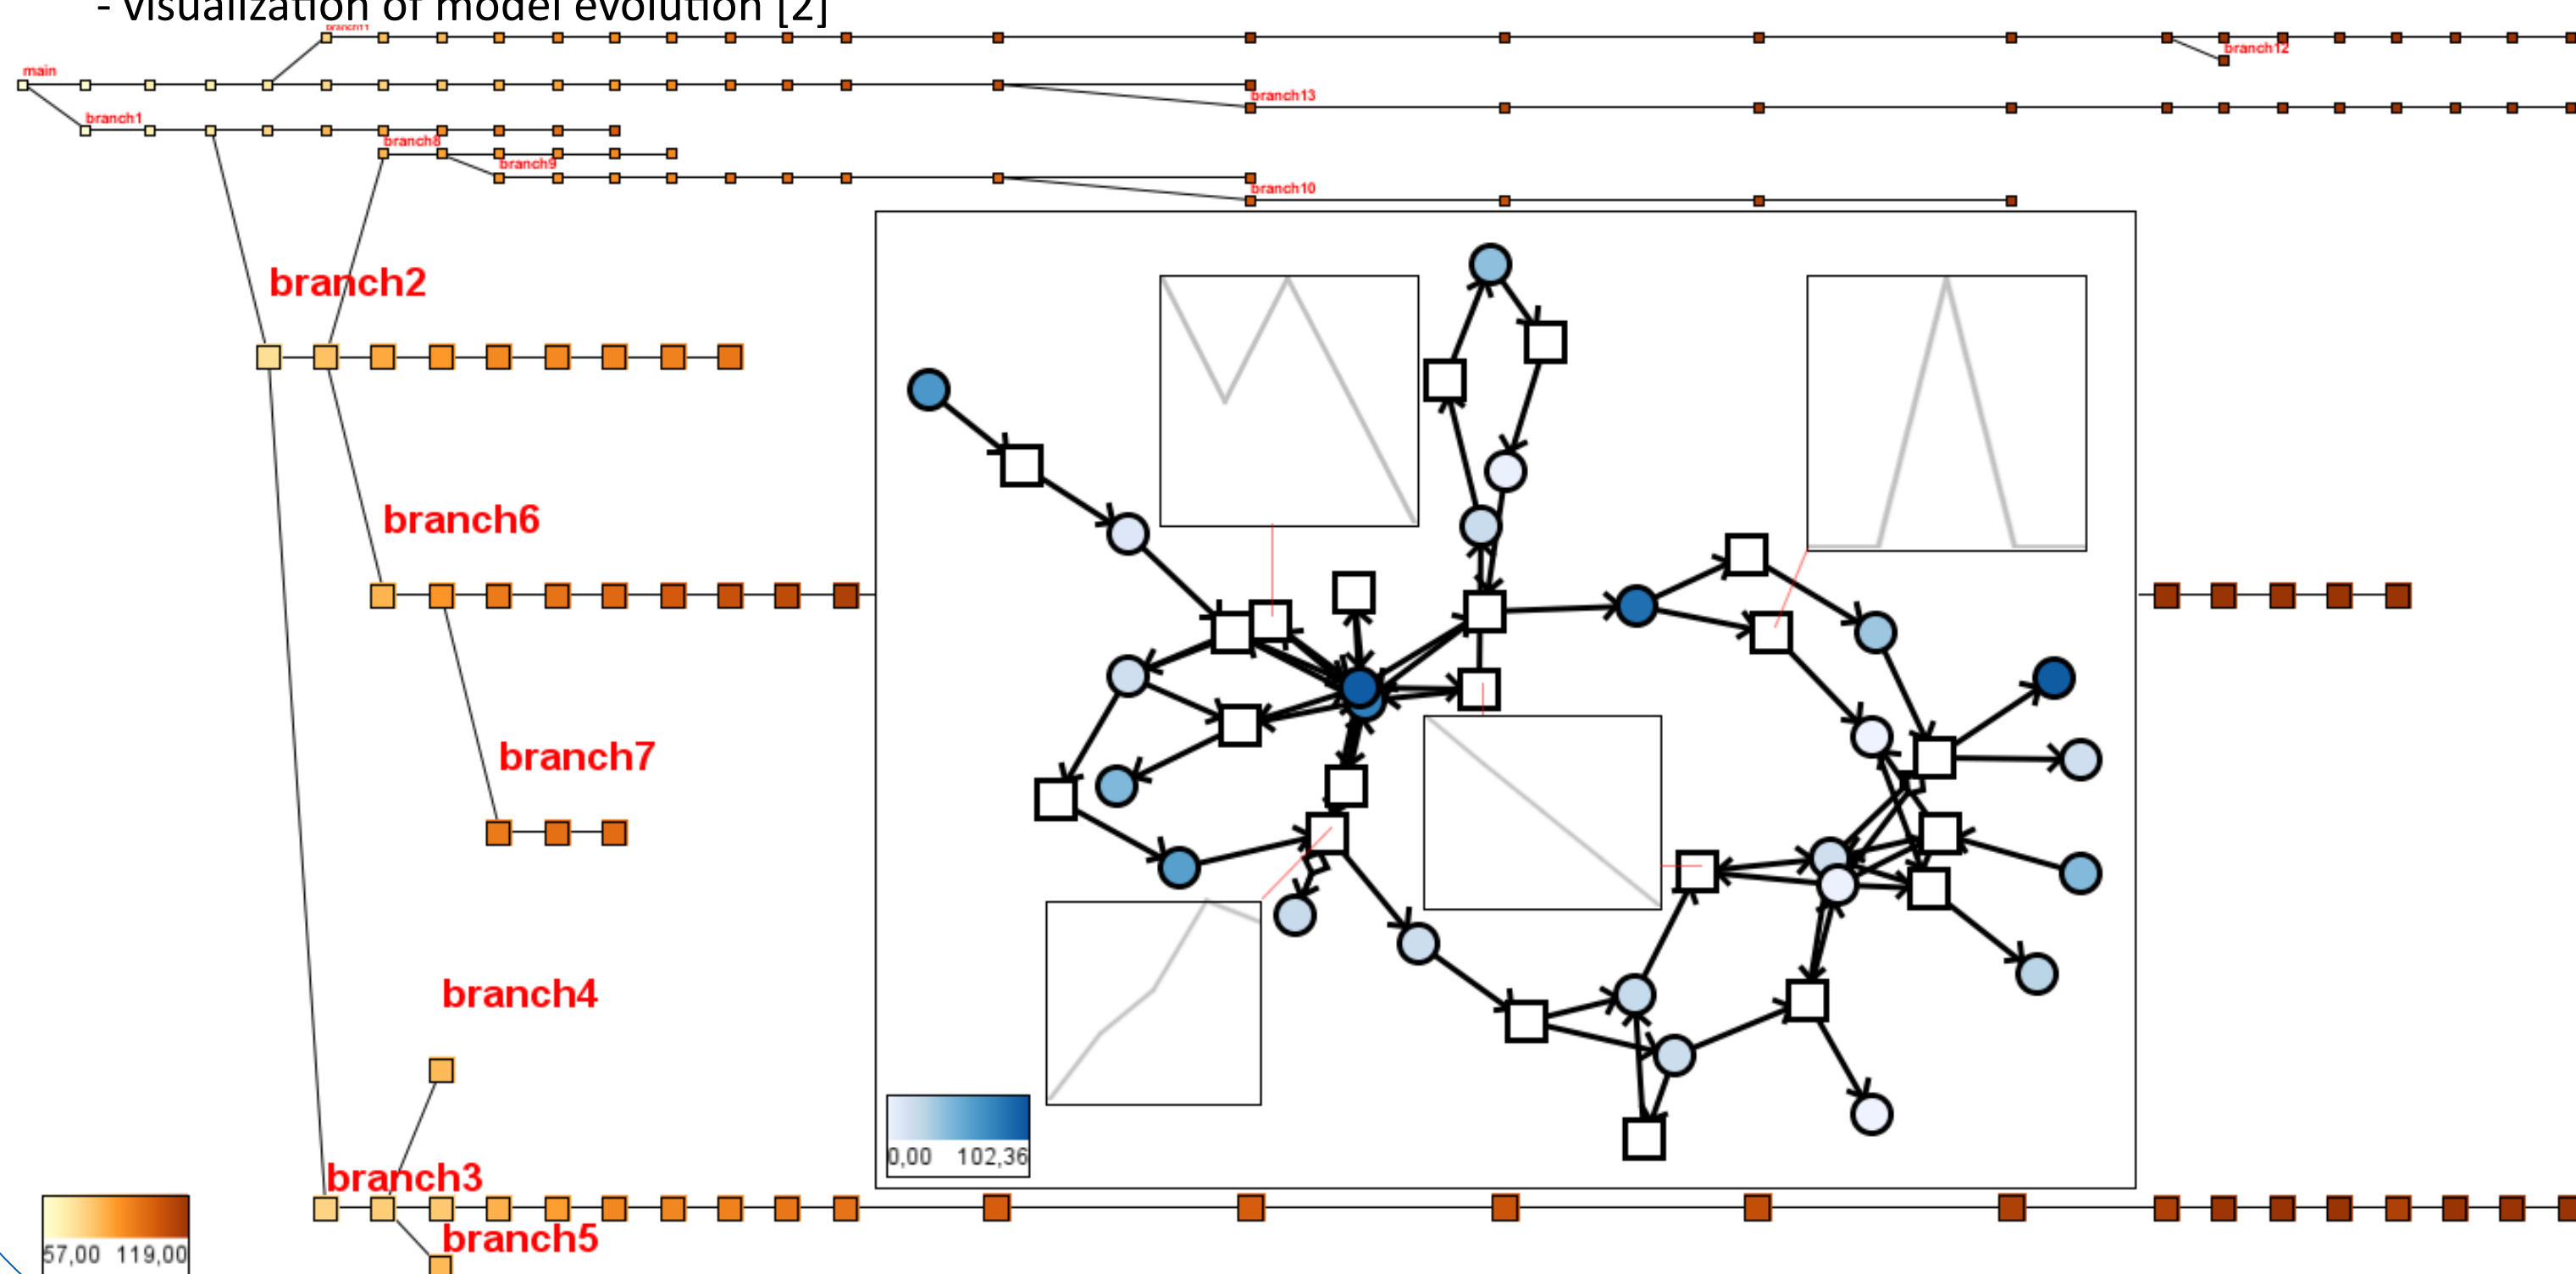 - visualization of model evolution [2]
branch11
branch12
main
branch13
branch1
branch8
branch9
branch10
branch2
branch6
branch7
branch4
branch3
branch5
0,00 102,36
57,00 119,00